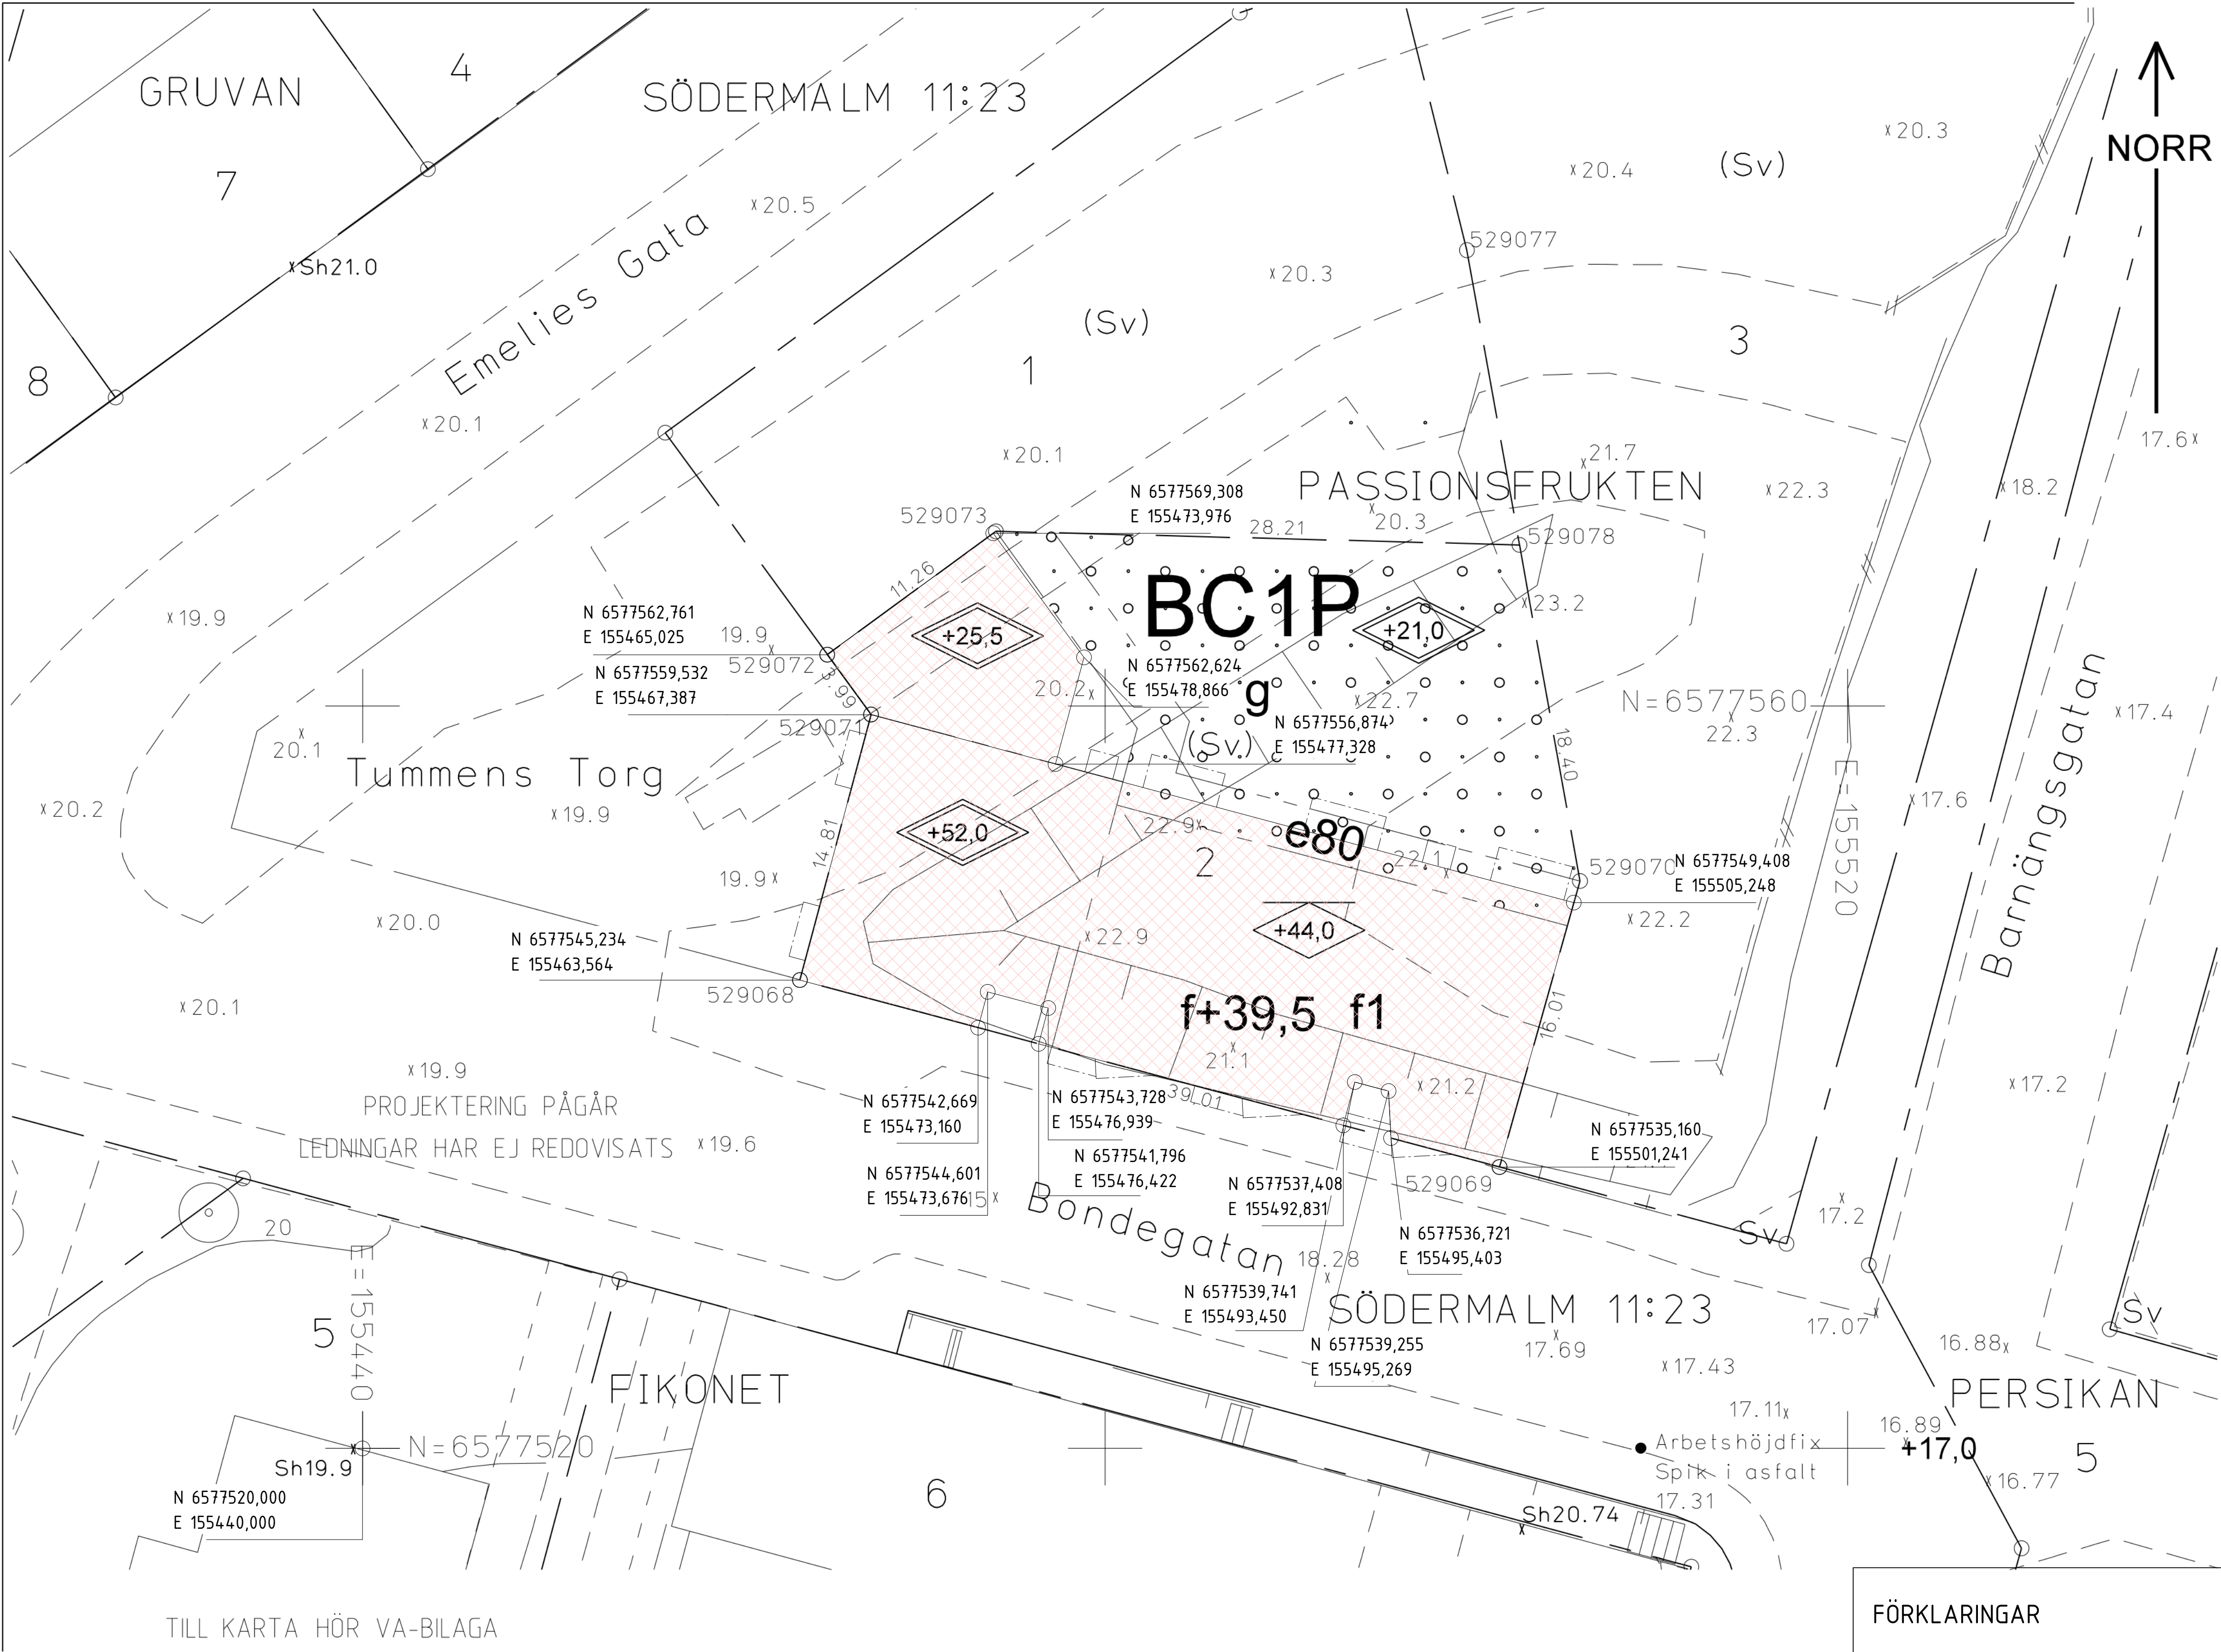 GRUVAN
4
SÖDERMALM 11:23
7
8
Sh21.0
Emelies Gata
20.5
20.1
20.3
20.4
(Sv)
NORR
529077
20.3
(Sv)
1
3
20.1
17.6
18.2
PASSIONSFRUKTEN
21.7
22.3
20.3
529073
N 6577569,308
E 155473,976
28.21
529078
11.26
BC1P
+25,5
+21,0
23.2
19.9
N 6577562,761
E 155465,025
19.9
529072
N 6577559,532
E 155467,387
3.99
529071
20.2
N 6577562,624
E 155478,866
g
22.7
N 6577556,874
E 155477,328
(Sv)
N=6577560
22.3
17.4
18.40
20.1
Tummens Torg
20.2
19.9
14.81
+52,0
22.9
2
e80
22.1
E=155520
17.6
Barnängsgatan
529070
N 6577549,408
E 155505,248
19.9
20.0
22.2
+44,0
22.9
N 6577545,234
E 155463,564
529068
20.1
f+39,5 f1
16.01
21.1
21.2
19.9
PROJEKTERING PÅGÅR
LEDNINGAR HAR EJ REDOVISATS
19.6
39.01
17.2
N 6577542,669
E 155473,160
N 6577543,728
E 155476,939
N 6577544,601
E 155473,676
15
N 6577541,796
E 155476,422
N 6577535,160
E 155501,241
529069
N 6577537,408
E 155492,831
Bondegatan
18.28
N 6577536,721
E 155495,403
17.2
Sv
N 6577539,741
E 155493,450
SÖDERMALM 11:23
17.69
17.07
Sv
N 6577539,255
E 155495,269
17.43
16.88
20
5
E=155440
FIKONET
PERSIKAN
17.11
16.89
+17,0
5
16.77
N=6577520
Sh19.9
N 6577520,000
E 155440,000
6
Arbetshöjdfix
Spik i asfalt
17.31
Sh20.74
FÖRKLARINGAR
TILL KARTA HÖR VA-BILAGA